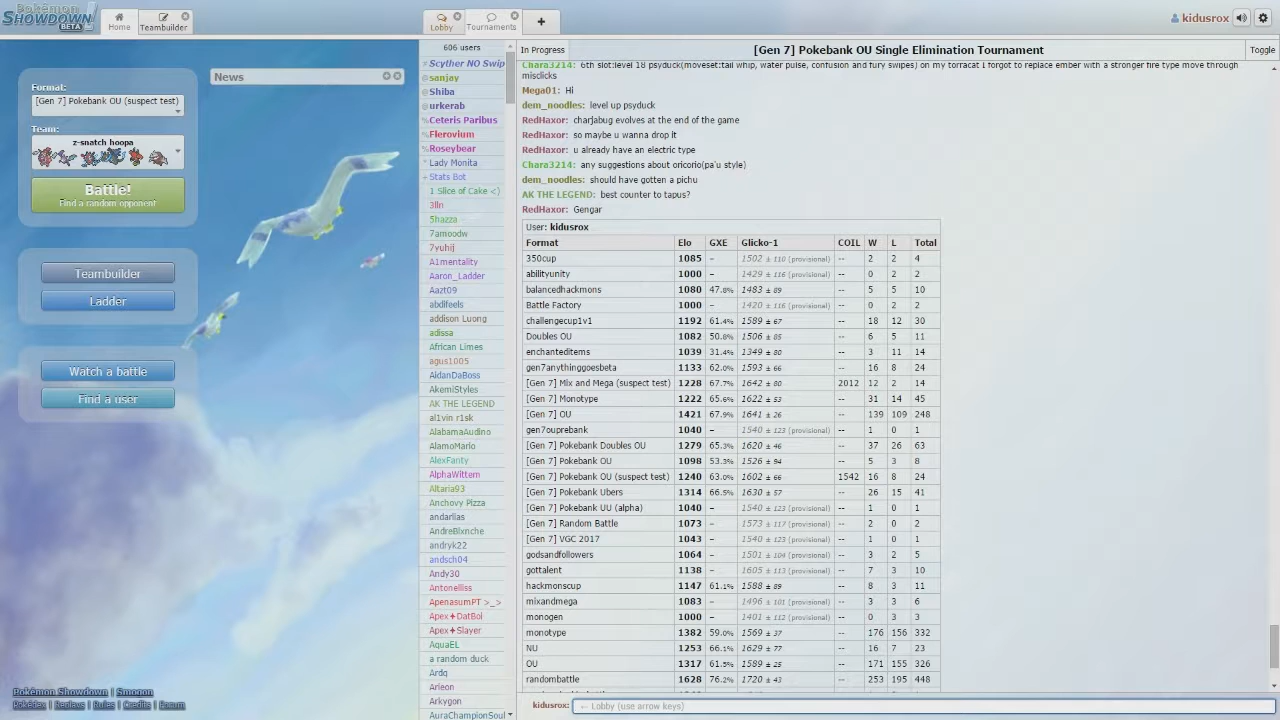 Pokémon
SHOWDOWN
BETA
Home
Teambuilder
Lobby
Tournaments
+
kidusrox
Format:
[Gen 7] Pokebank OU (suspect test)
Team:
z-snatch hoopa
Battle!
Find a random opponent
Teambuilder
Ladder
Watch a battle
Find a user
Pokémon Showdown | Smogon
Pokédex | Replays | Rules | Credits | Forum
News
606 users
#Scyther NO Swip
@sanjay
@Shiba
@urkerab
%Ceteris Paribus
%Flerovium
%Roseybear
*Lady Monita
+Stats Bot
1 Slice of Cake <)
3lln
5hazza
7amoodw
7yuhij
A1mentality
Aaron_Ladder
Aazt09
abdifeels
addison Luong
adissa
African Limes
agus1005
AidanDaBoss
AkemiStyles
AK THE LEGEND
al1vin r1sk
AlabamaAudino
AlamoMario
AlexFanty
AlphaWittem
Altaria93
Anchovy Pizza
andarlias
AndreBlxnche
andryk22
andsch04
Andy30
Antonelliss
ApenasumPT >_>
Apex✦DatBoi
Apex✦Slayer
AquaEL
a random duck
Ardq
Arieon
Arkygon
AuraChampionSoul
In Progress
[Gen 7] Pokebank OU Single Elimination Tournament
Toggle
Chara3214: 6th slot:level 18 psyduck(moveset:tail whip, water pulse, confusion and fury swipes) on my torracat I forgot to replace ember with a stronger fire type move through
misclicks
Mega01: Hi
dem_noodles: level up psyduck
RedHaxor: charjabug evolves at the end of the game
RedHaxor: so maybe u wanna drop it
RedHaxor: u already have an electric type
Chara3214: any suggestions about oricorio(pa'u style)
dem_noodles: should have gotten a pichu
AK THE LEGEND: best counter to tapus?
RedHaxor: Gengar
User: kidusrox
Format Elo GXE Glicko-1 COIL W L Total
350cup 1085 – 1502 ± 110 (provisional) -- 2 2 4
abilityunity 1000 – 1429 ± 116 (provisional) -- 0 2 2
balancedhackmons 1080 47.8% 1483 ± 89 -- 5 5 10
Battle Factory 1000 – 1420 ± 116 (provisional) -- 0 2 2
challengecup1v1 1192 61.4% 1589 ± 67 -- 18 12 30
Doubles OU 1082 50.8% 1506 ± 85 -- 6 5 11
enchanteditems 1039 31.4% 1349 ± 80 -- 3 11 14
gen7anythinggoesbeta 1133 62.0% 1593 ± 66 -- 16 8 24
[Gen 7] Mix and Mega (suspect test) 1228 67.7% 1642 ± 80 2012 12 2 14
[Gen 7] Monotype 1222 65.6% 1622 ± 53 -- 31 14 45
[Gen 7] OU 1421 67.9% 1641 ± 26 -- 139 109 248
gen7ouprebank 1040 – 1540 ± 123 (provisional) -- 1 0 1
[Gen 7] Pokebank Doubles OU 1279 65.3% 1620 ± 46 -- 37 26 63
[Gen 7] Pokebank OU 1098 53.3% 1526 ± 94 -- 5 3 8
[Gen 7] Pokebank OU (suspect test) 1240 63.0% 1602 ± 66 1542 16 8 24
[Gen 7] Pokebank Ubers 1314 66.5% 1630 ± 57 -- 26 15 41
[Gen 7] Pokebank UU (alpha) 1040 – 1540 ± 123 (provisional) -- 1 0 1
[Gen 7] Random Battle 1073 – 1573 ± 117 (provisional) -- 2 0 2
[Gen 7] VGC 2017 1043 – 1540 ± 123 (provisional) -- 1 0 1
godsandfollowers 1064 – 1501 ± 104 (provisional) -- 3 2 5
gottalent 1138 – 1605 ± 113 (provisional) -- 7 3 10
hackmonscup 1147 61.1% 1588 ± 89 -- 8 3 11
mixandmega 1083 – 1496 ± 101 (provisional) -- 3 3 6
monogen 1000 – 1401 ± 112 (provisional) -- 0 3 3
monotype 1382 59.0% 1569 ± 37 -- 176 156 332
NU 1253 66.1% 1629 ± 77 -- 16 7 23
OU 1317 61.5% 1589 ± 25 -- 171 155 326
randombattle 1628 76.2% 1720 ± 43 -- 253 195 448
kidusrox: ← Lobby (use arrow keys)